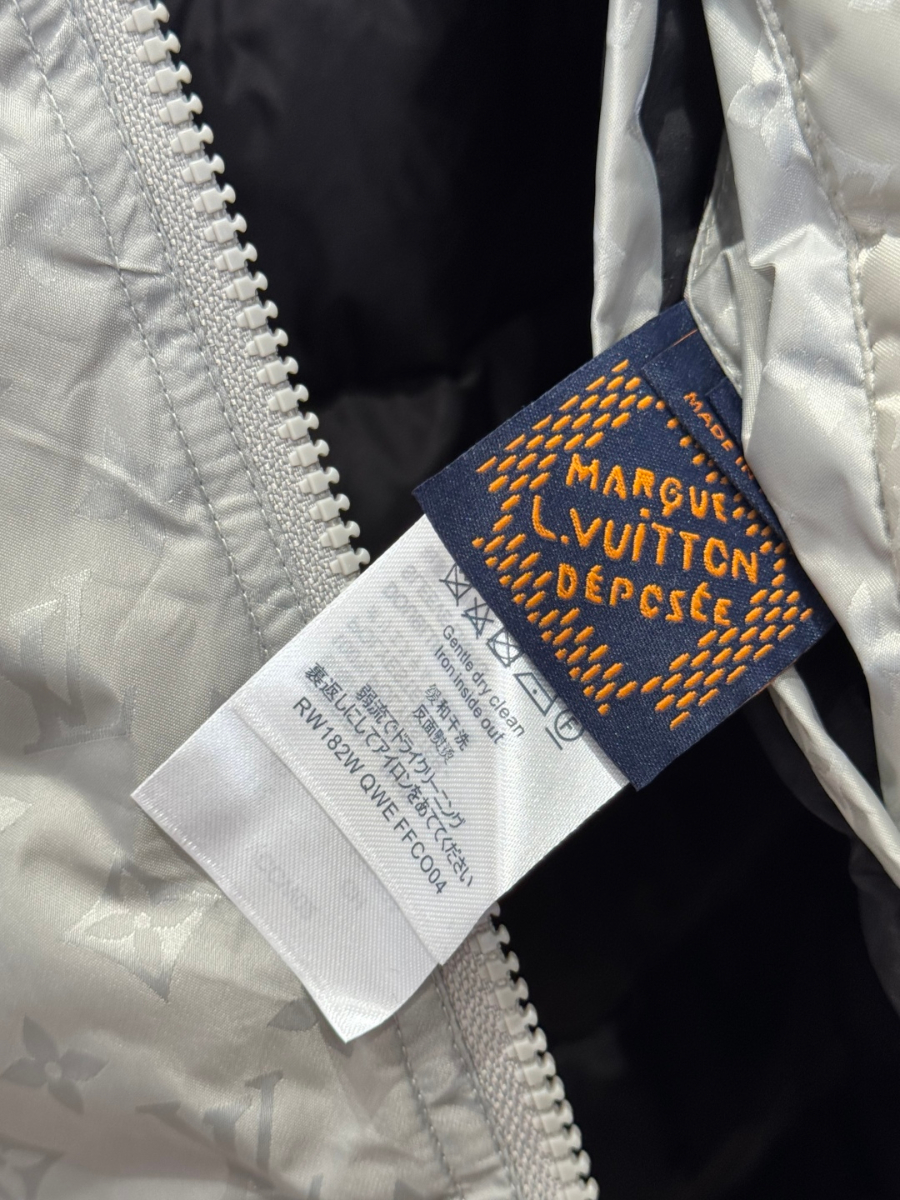 MADE
MARQUE
L.VUITTON
DÉPOSÉE
Gentle dry clean
Iron inside out
缓和干洗
反面熨烫
弱流でドライクリーニング
裏返しにしてアイロンをあててください
RW182W QWE FFCO04